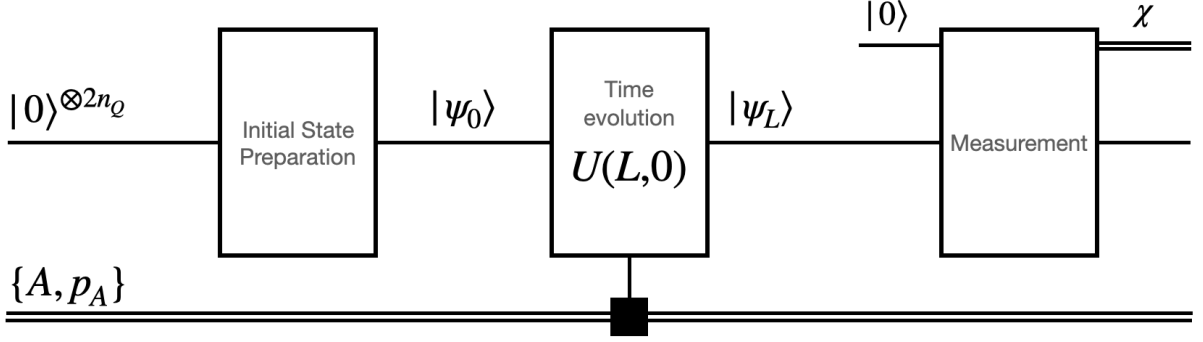 |0⟩
χ
|0⟩^{⊗2n_Q}
Initial State
Preparation
|ψ_0⟩
Time
evolution
U(L,0)
|ψ_L⟩
Measurement
{A, p_A}